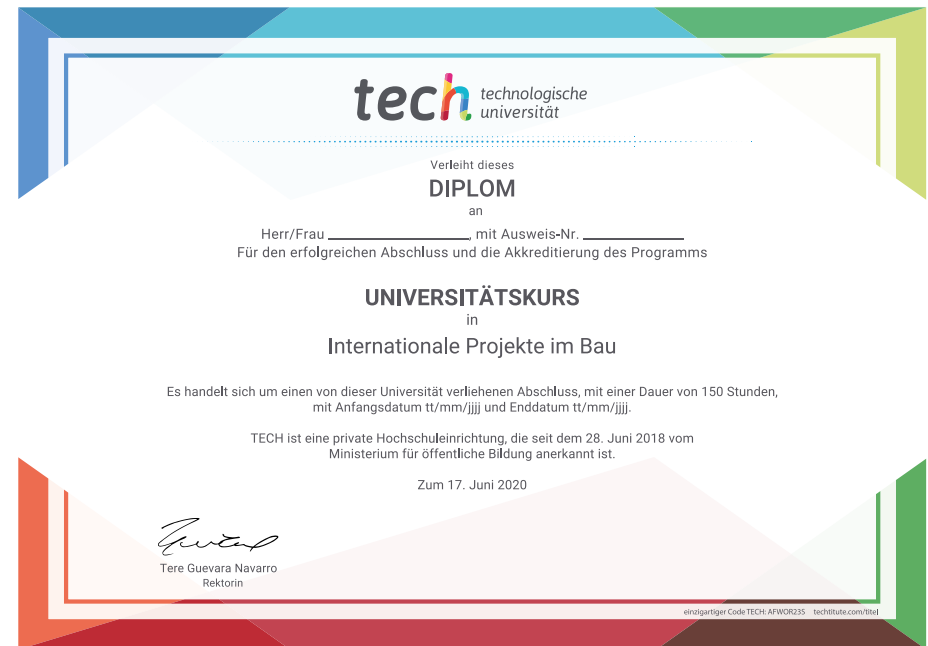 tech technologische
universität
Verleiht dieses
DIPLOM
an
Herr/Frau ____________, mit Ausweis-Nr. ____________
Für den erfolgreichen Abschluss und die Akkreditierung des Programms
UNIVERSITÄTSKURS
in
Internationale Projekte im Bau
Es handelt sich um einen von dieser Universität verliehenen Abschluss, mit einer Dauer von 150 Stunden,
mit Anfangsdatum tt/mm/jjjj und Enddatum tt/mm/jjjj.
TECH ist eine private Hochschuleinrichtung, die seit dem 28. Juni 2018 vom
Ministerium für öffentliche Bildung anerkannt ist.
Zum 17. Juni 2020
Tere Guevara Navarro
Rektorin
einzigartiger Code TECH: AFWOR23S techtitute.com/titel